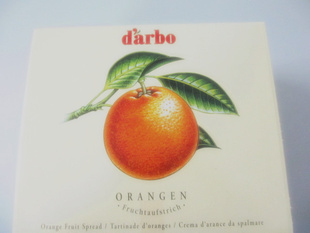 d'arbo
ORANGEN
• Fruchtaufstrich •
Orange Fruit Spread / Tartinade d'oranges / Crema d'arance da spalmare